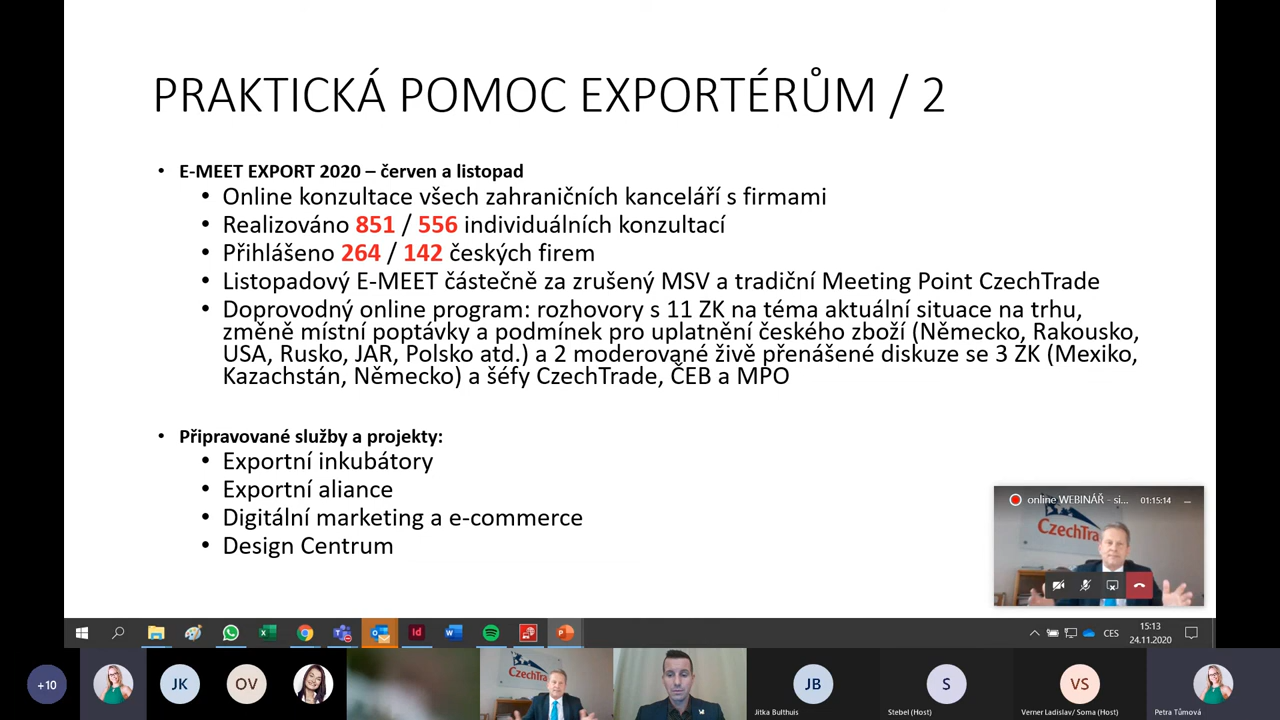 PRAKTICKÁ POMOC EXPORTÉRŮM / 2
• E-MEET EXPORT 2020 – červen a listopad
• Online konzultace všech zahraničních kanceláří s firmami
• Realizováno 851 / 556 individuálních konzultací
• Přihlášeno 264 / 142 českých firem
• Listopadový E-MEET částečně za zrušený MSV a tradiční Meeting Point CzechTrade
• Doprovodný online program: rozhovory s 11 ZK na téma aktuální situace na trhu,
změně místní poptávky a podmínek pro uplatnění českého zboží (Německo, Rakousko,
USA, Rusko, JAR, Polsko atd.) a 2 moderované živě přenášené diskuze se 3 ZK (Mexiko,
Kazachstán, Německo) a šéfy CzechTrade, ČEB a MPO
• Připravované služby a projekty:
• Exportní inkubátory
• Exportní aliance
• Digitální marketing a e-commerce
• Design Centrum
online WEBINÁŘ - si... 01:15:14
CzechTra
CES
15:13
24.11.2020
+10
JK
OV
CzechTra
JB
S
VS
Jitka Bulthuis
Stebel (Host)
Verner Ladislav/ Soma (Host)
Petra Tůmová